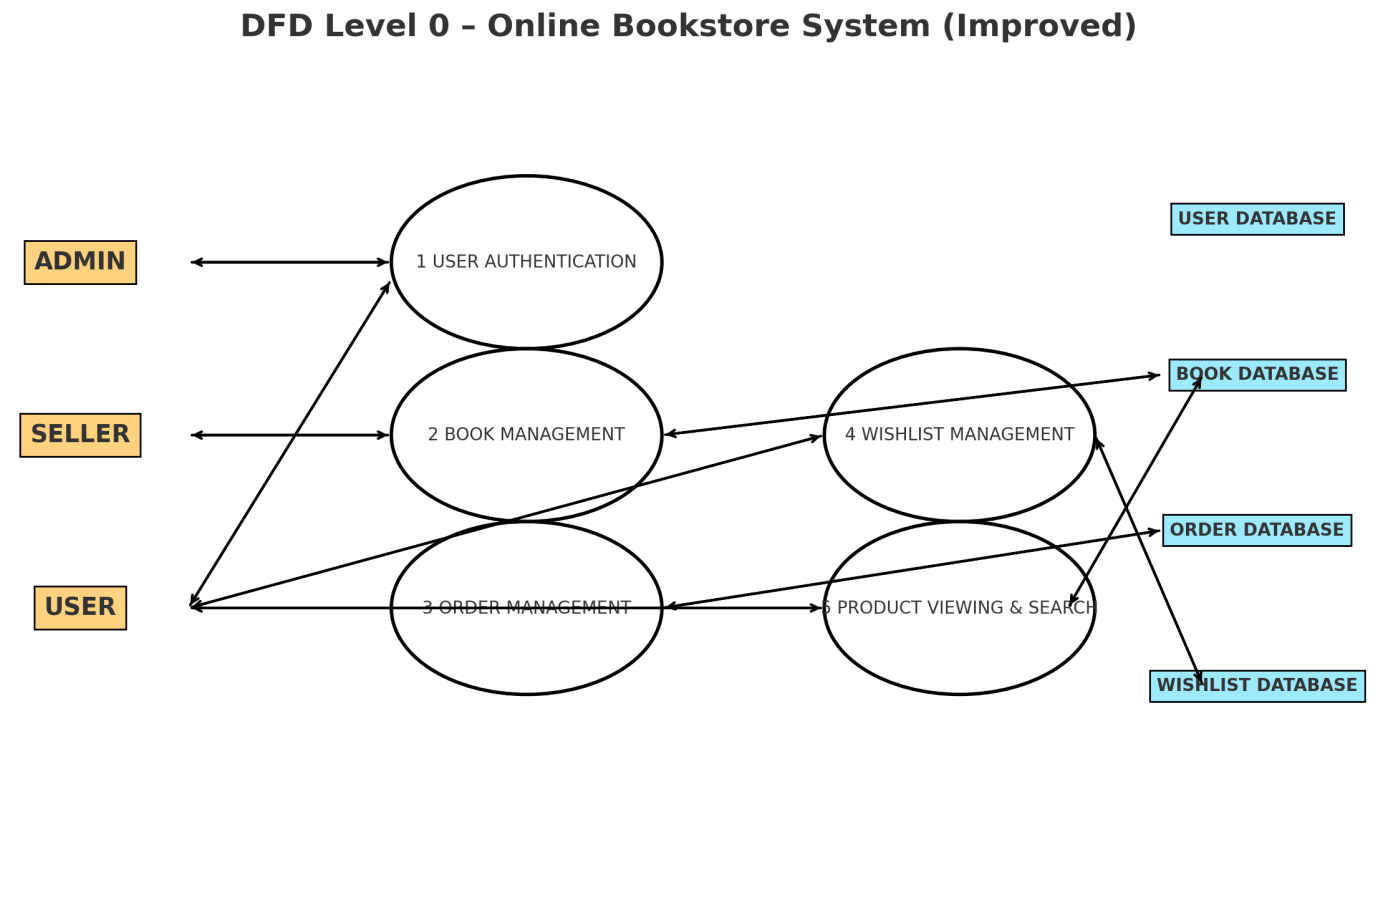 DFD Level 0 – Online Bookstore System (Improved)
USER DATABASE
ADMIN
1 USER AUTHENTICATION
BOOK DATABASE
SELLER
2 BOOK MANAGEMENT
4 WISHLIST MANAGEMENT
ORDER DATABASE
USER
3 ORDER MANAGEMENT
5 PRODUCT VIEWING & SEARCH
WISHLIST DATABASE